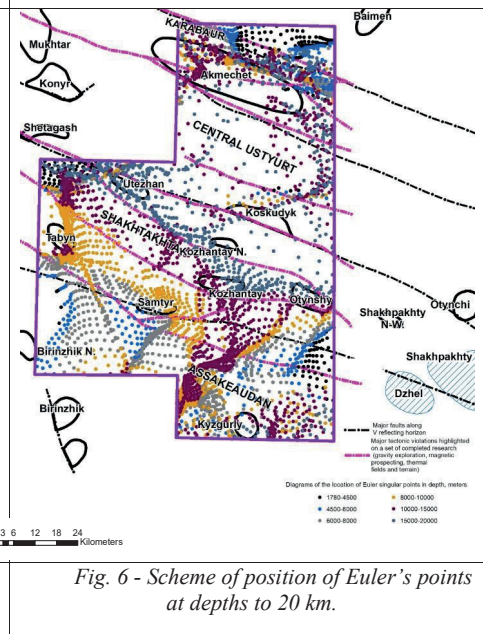 Baimen
KARABAUR
Mukhtar
Akmechet
Konyr
Shetagash
CENTRAL USTYURT
Utezhan
Koskudyk
SHAKHTAKHTA
Tabyn
Kozhantay N.
Kozhantay
Otynshy
Samtyr
Otynchi
Shakhpakhty
N-W.
Birinzhik N.
Shakhpakhty
ASSAKEAUDAN
Dzhel
Birinzhik
Kyzgurly
Major faults along
V reflecting horizon
Major tectonic violations highlighted
on a set of completed research
(gravity exploration, magnetic
prospecting, thermal
fields and terrain)
Diagrams of the location of Euler singular points in depth, meters
1780-4500
8000-10000
4500-6000
10000-15000
6000-8000
15000-20000
3 6 12 18 24
Kilometers
Fig. 6 - Scheme of position of Euler's points
at depths to 20 km.